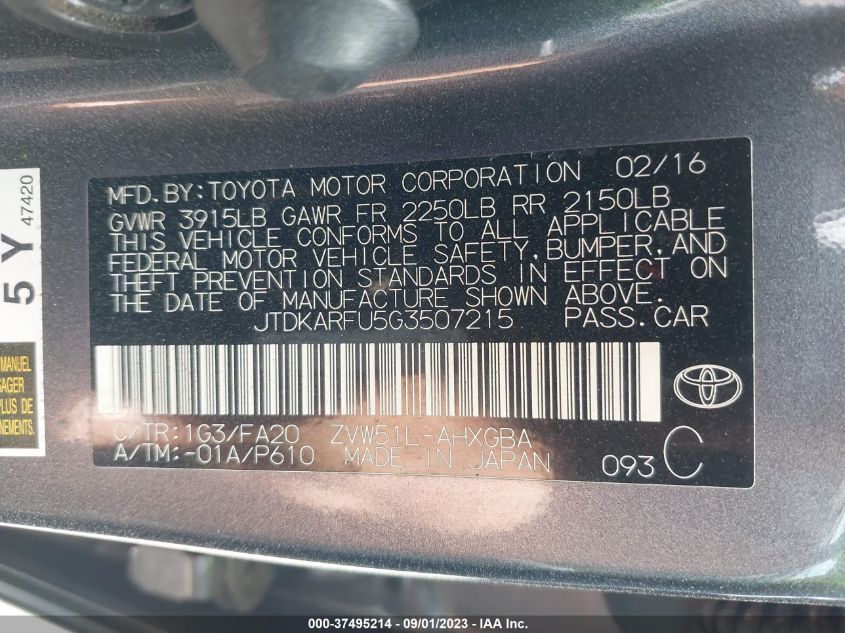 MFD.BY:TOYOTA MOTOR CORPORATION 02/16
GVWR 3915LB GAWR FR 2250LB RR 2150LB
THIS VEHICLE CONFORMS TO ALL APPLICABLE
FEDERAL MOTOR VEHICLE SAFETY,BUMPER,AND
THEFT PREVENTION STANDARDS IN EFFECT ON
THE DATE OF MANUFACTURE SHOWN ABOVE.
JTDKARFU5G3507215 PASS.CAR
C/TR:1G3/FA20 ZVW51L-AHXGBA
A/TM:-01A/P610 MADE IN JAPAN 093 C
5 Y 47420
MANUEL
PLUS DE
000-37495214 - 09/01/2023 - IAA Inc.